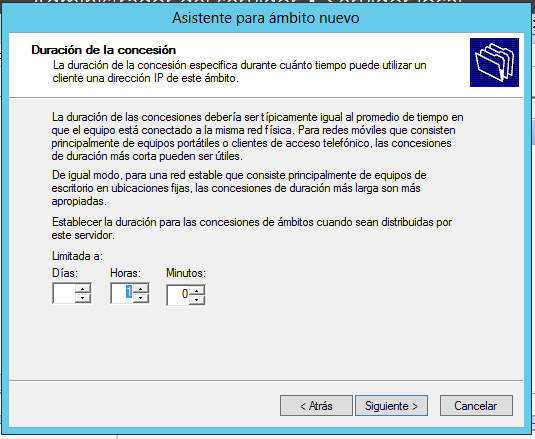 Asistente para ámbito nuevo
Duración de la concesión
La duración de la concesión especifica durante cuánto tiempo puede utilizar un
cliente una dirección IP de este ámbito.
La duración de las concesiones debería ser típicamente igual al promedio de tiempo en
que el equipo está conectado a la misma red física. Para redes móviles que consisten
principalmente de equipos portátiles o clientes de acceso telefónico, las concesiones
de duración más corta pueden ser útiles.
De igual modo, para una red estable que consiste principalmente de equipos de
escritorio en ubicaciones fijas, las concesiones de duración más larga son más
apropiadas.
Establecer la duración para las concesiones de ámbitos cuando sean distribuidas por
este servidor.
Limitada a:
Días: Horas: Minutos:
1 0
< Atrás Siguiente > Cancelar